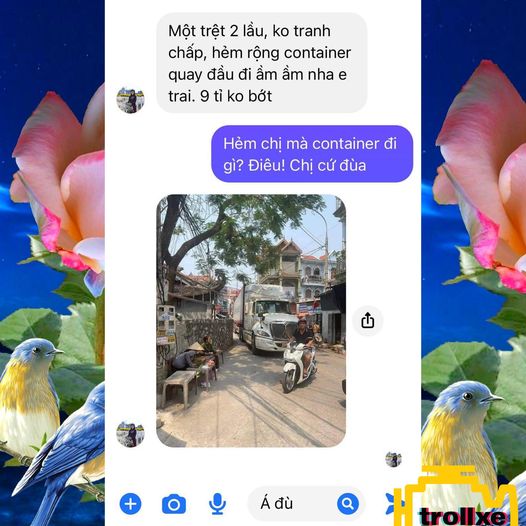 Một trệt 2 lầu, ko tranh
chấp, hẻm rộng container
quay đầu đi ầm ầm nha e
trai. 9 tỉ ko bớt
Hẻm chị mà container đi
gì? Điêu! Chị cứ đùa
Á đù
trollxe